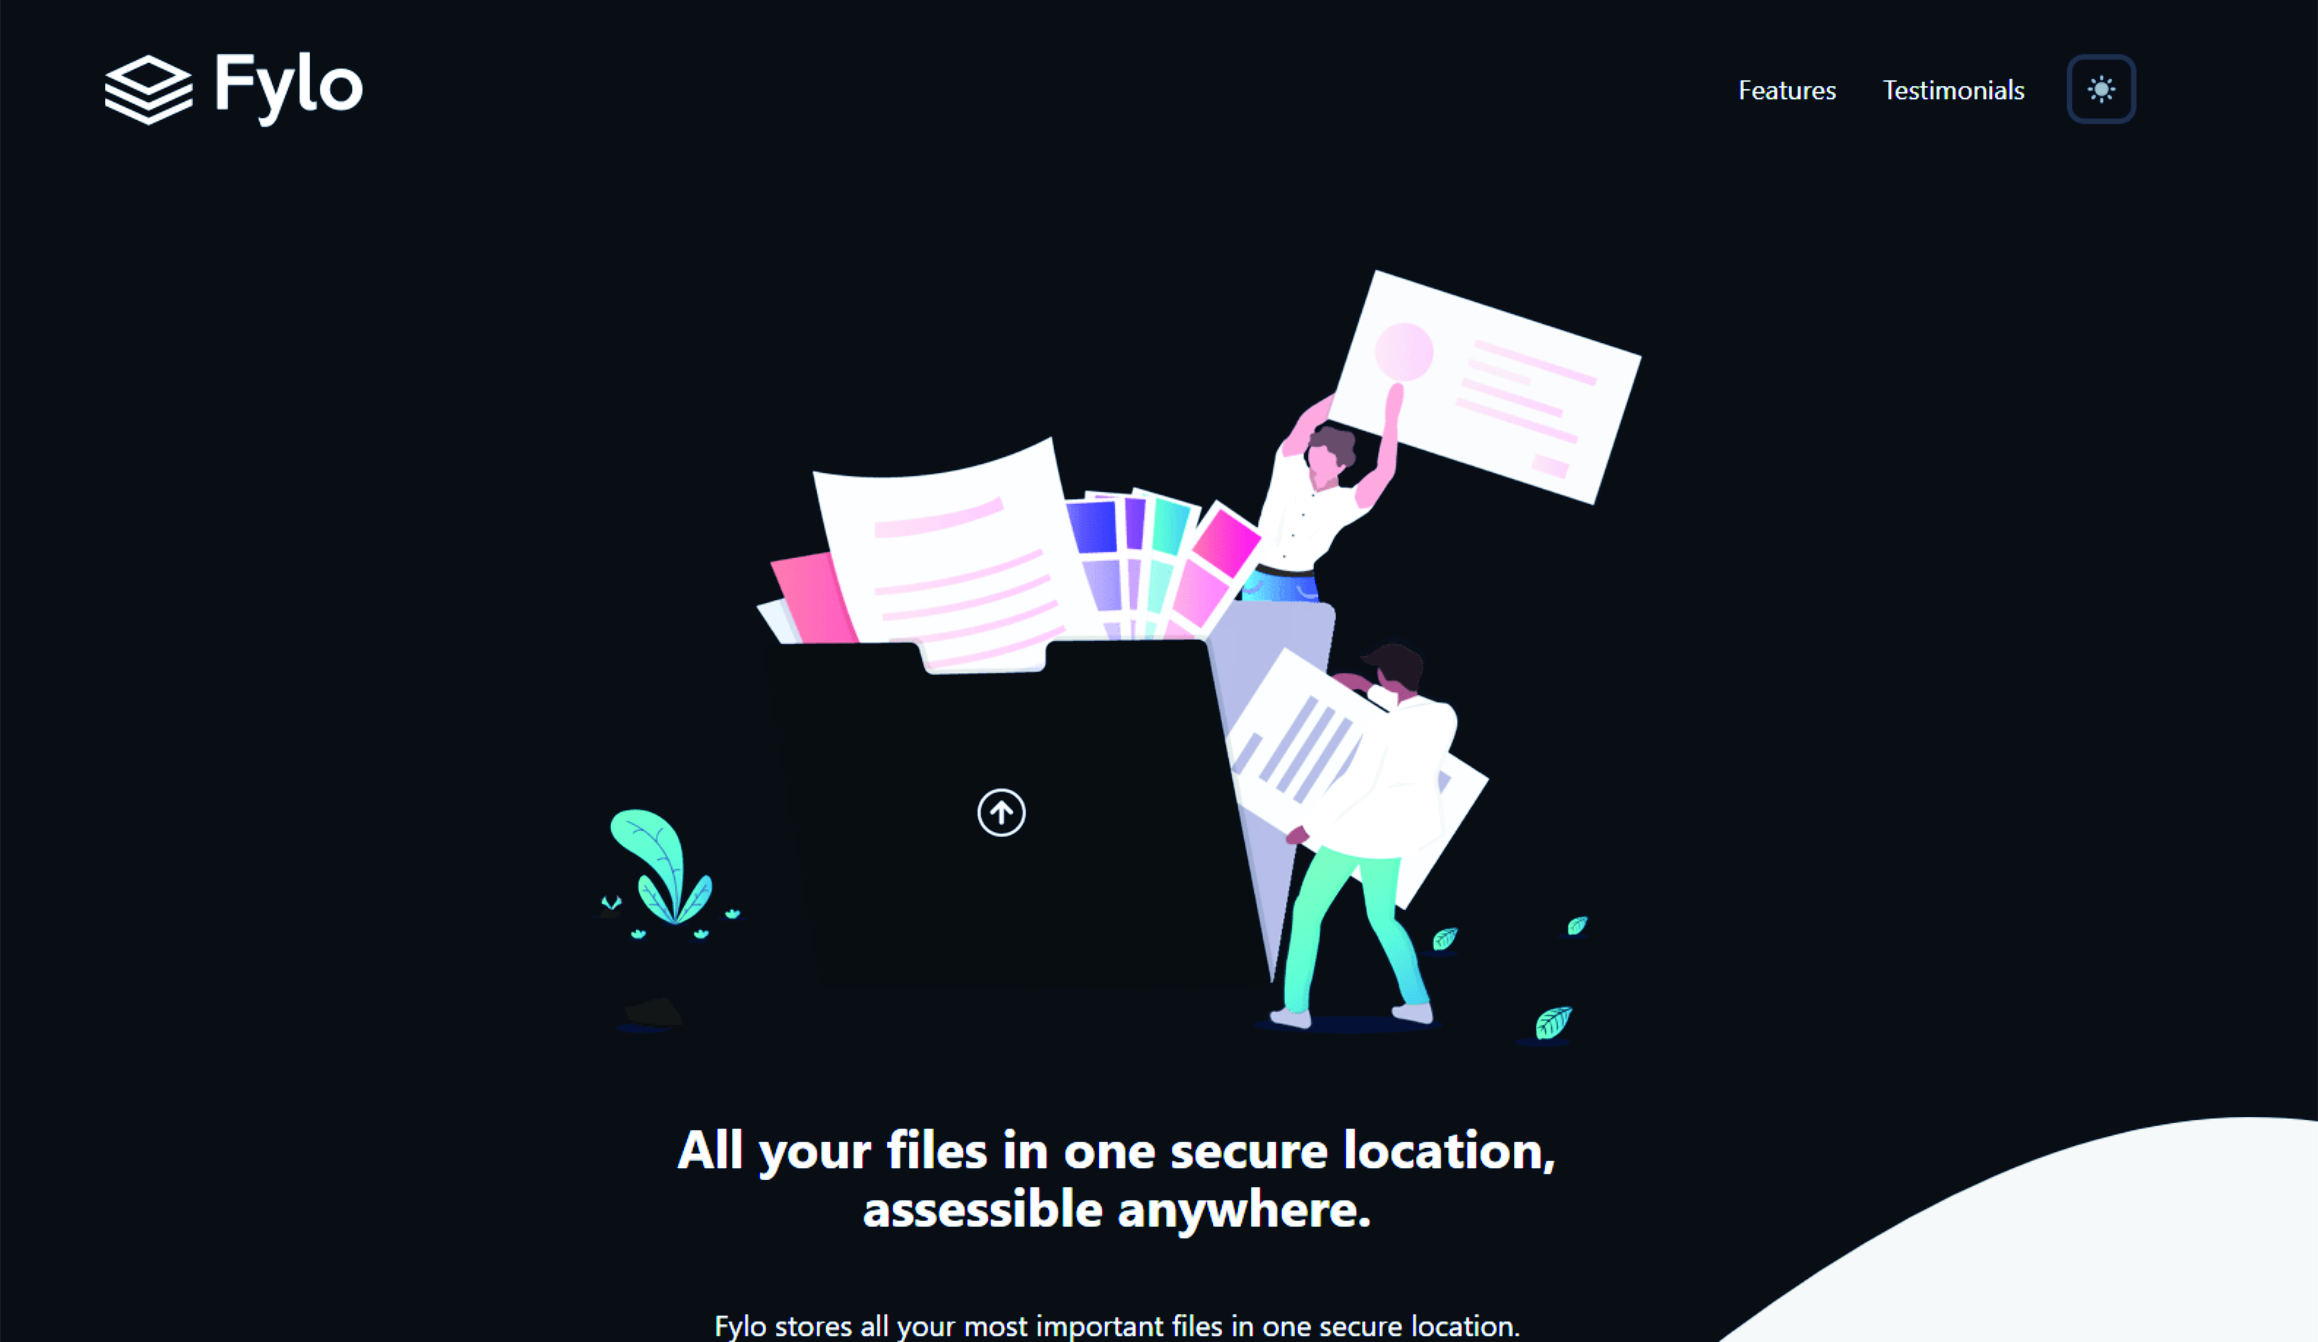 Fylo
Features
Testimonials
All your files in one secure location,
assessible anywhere.
Fylo stores all your most important files in one secure location.